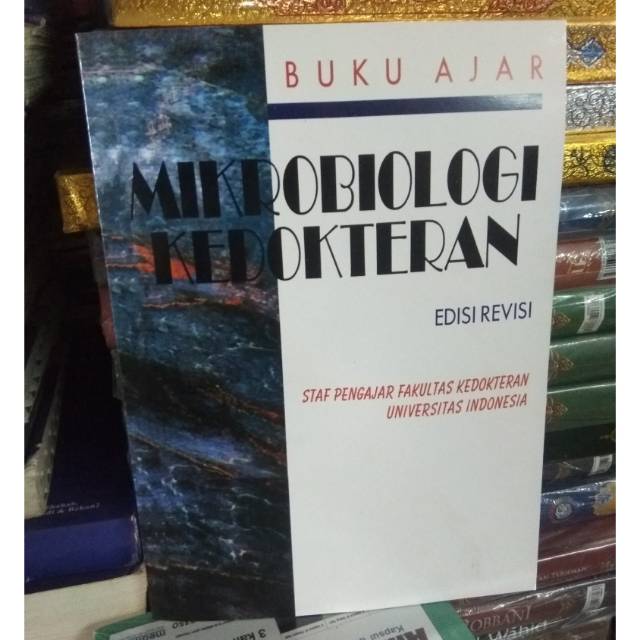 BUKU AJAR
MIKROBIOLOGI
KEDOKTERAN
EDISI REVISI
STAF PENGAJAR FAKULTAS KEDOKTERAN
UNIVERSITAS INDONESIA